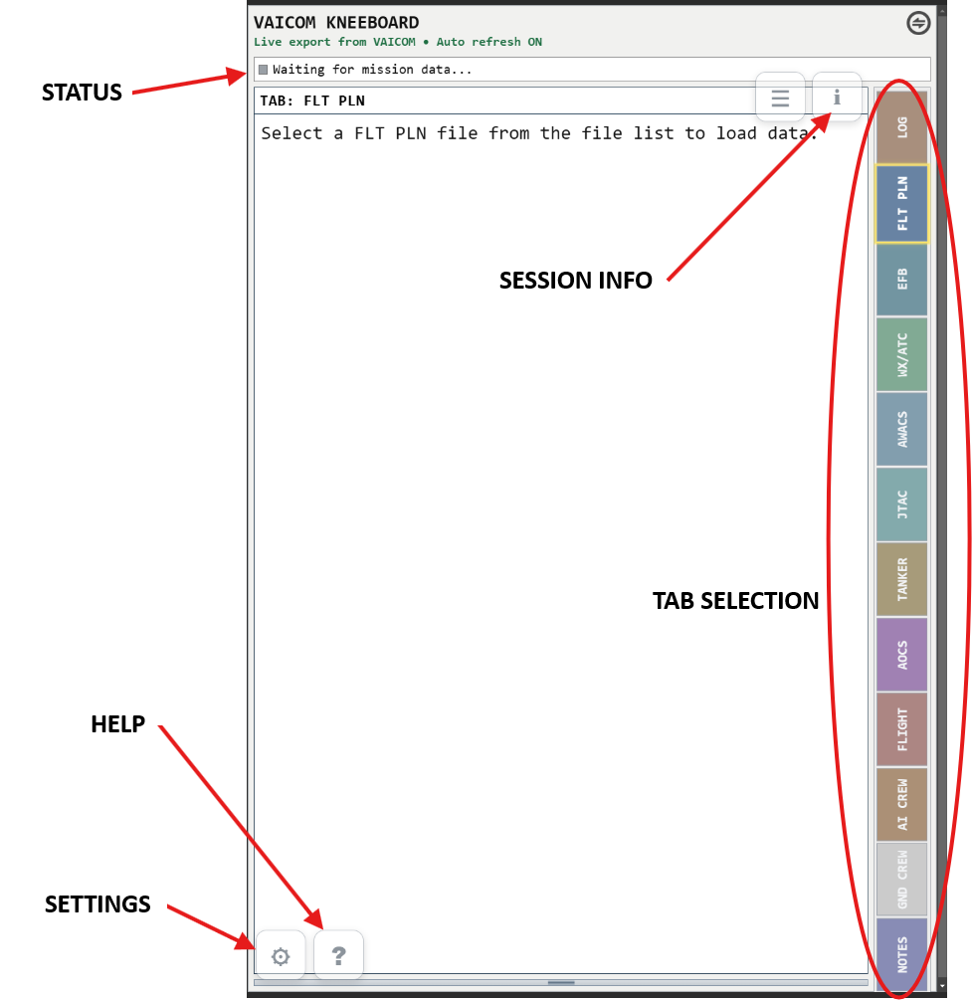 VAICOM KNEEBOARD
Live export from VAICOM • Auto refresh ON
Waiting for mission data...
STATUS
TAB: FLT PLN
i
Select a FLT PLN file from the file list to load data.
LOG
FLT PLN
EFB
SESSION INFO
WX/ATC
AWACS
JTAC
TANKER
TAB SELECTION
AOCS
FLIGHT
HELP
AI CREW
GND CREW
SETTINGS
NOTES
?